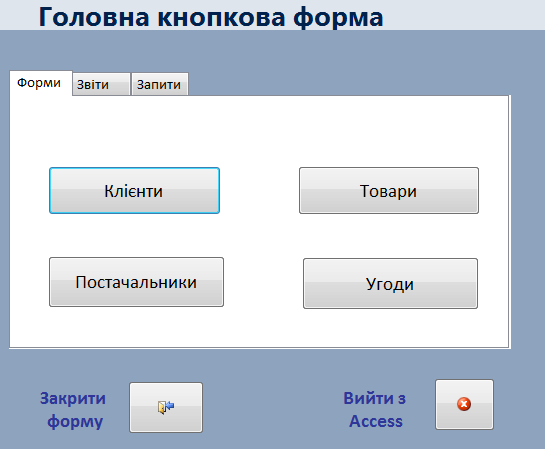 Головна кнопкова форма
Форми Звіти Запити
Клієнти Товари
Постачальники Угоди
Закрити Вийти з
форму Access